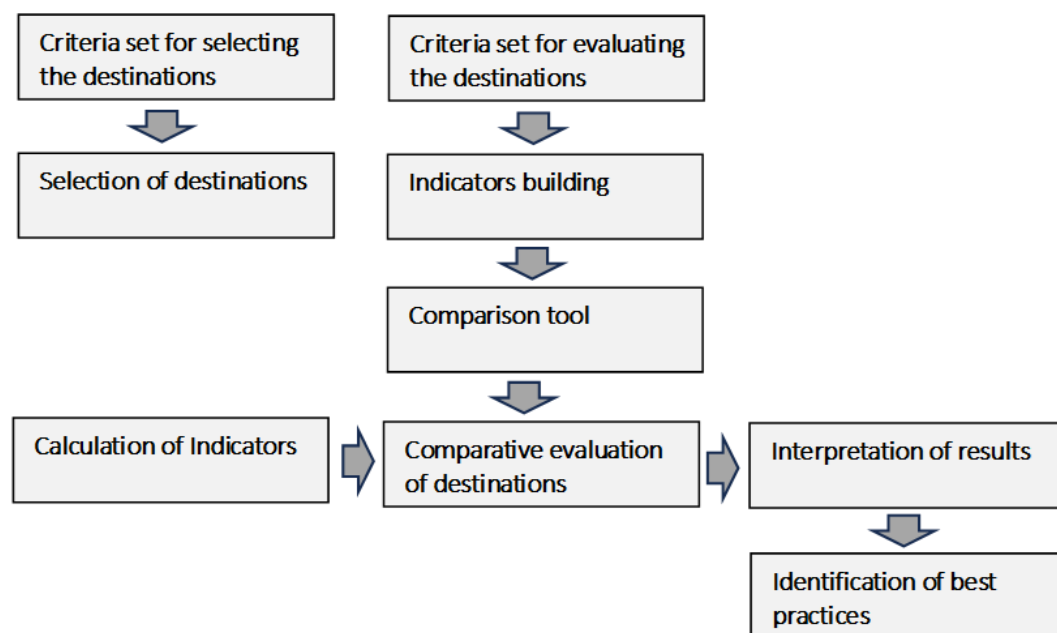 Criteria set for selecting
the destinations
Criteria set for evaluating
the destinations
Selection of destinations
Indicators building
Comparison tool
Calculation of Indicators
Comparative evaluation
of destinations
Interpretation of results
Identification of best
practices